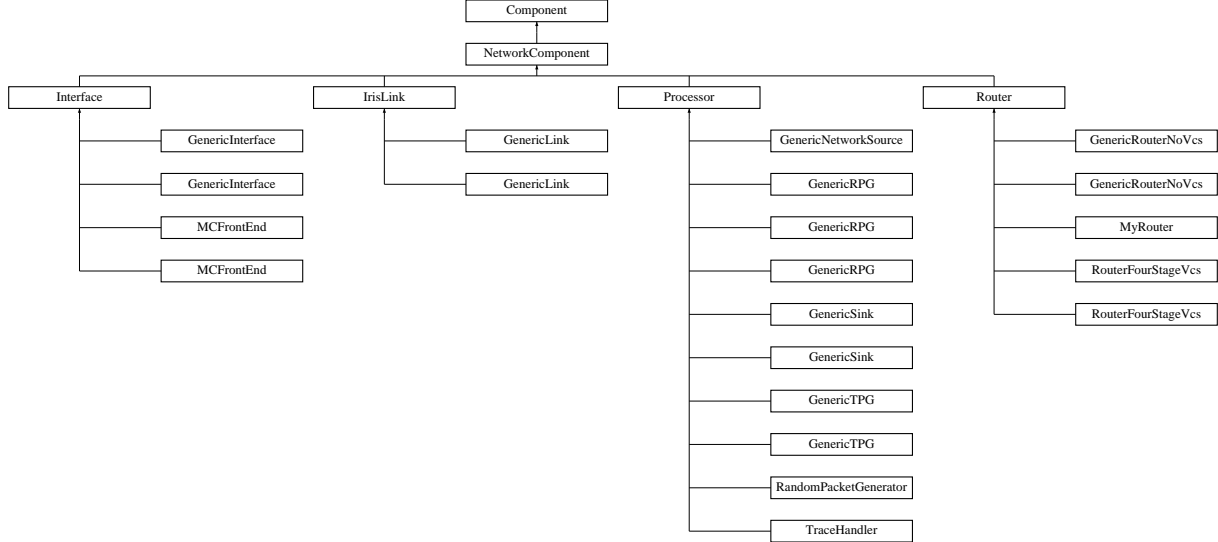 Component
NetworkComponent
Interface
IrisLink
Processor
Router
GenericInterface
GenericLink
GenericNetworkSource
GenericRouterNoVcs
GenericInterface
GenericLink
GenericRPG
GenericRouterNoVcs
MCFrontEnd
GenericRPG
MyRouter
MCFrontEnd
GenericRPG
RouterFourStageVcs
GenericSink
RouterFourStageVcs
GenericSink
GenericTPG
GenericTPG
RandomPacketGenerator
TraceHandler